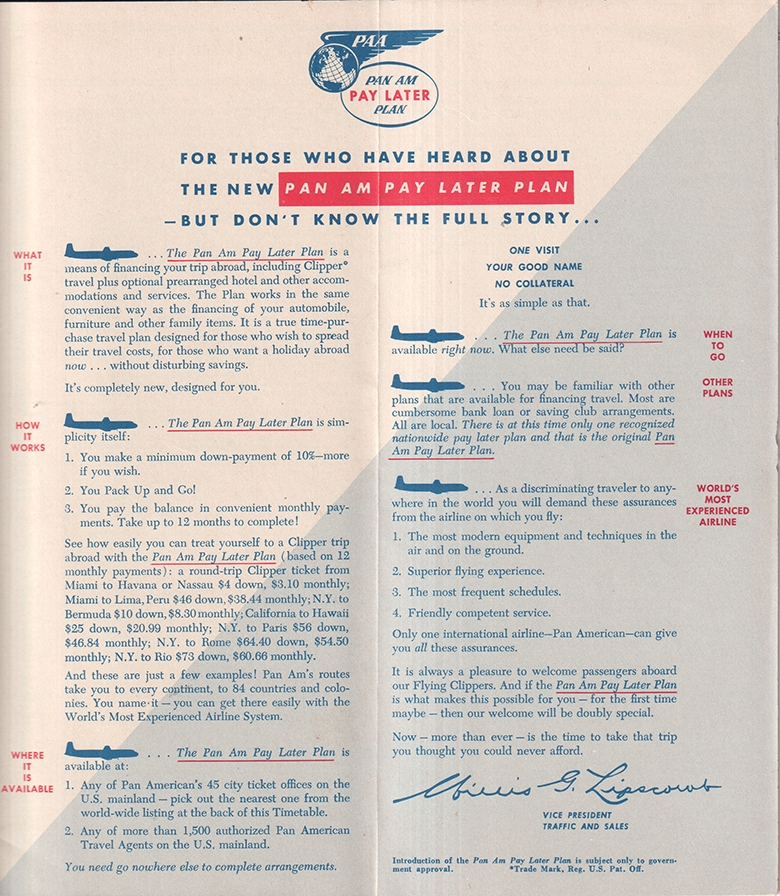 PAA
PAN AM
PAY LATER
PLAN
FOR THOSE WHO HAVE HEARD ABOUT
THE NEW PAN AM PAY LATER PLAN
—BUT DON'T KNOW THE FULL STORY...
WHAT
IT
IS
... The Pan Am Pay Later Plan is a
means of financing your trip abroad, including Clipper*
travel plus optional prearranged hotel and other accom-
modations and services. The Plan works in the same
convenient way as the financing of your automobile,
furniture and other family items. It is a true time-pur-
chase travel plan designed for those who wish to spread
their travel costs, for those who want a holiday abroad
now ... without disturbing savings.
It's completely new, designed for you.
HOW
IT
WORKS
... The Pan Am Pay Later Plan is sim-
plicity itself:
1. You make a minimum down-payment of 10%—more
if you wish.
2. You Pack Up and Go!
3. You pay the balance in convenient monthly pay-
ments. Take up to 12 months to complete!
See how easily you can treat yourself to a Clipper trip
abroad with the Pan Am Pay Later Plan (based on 12
monthly payments): a round-trip Clipper ticket from
Miami to Havana or Nassau $4 down, $3.10 monthly;
Miami to Lima, Peru $46 down, $38.44 monthly; N.Y. to
Bermuda $10 down, $8.30 monthly; California to Hawaii
$25 down, $20.99 monthly; N.Y. to Paris $56 down,
$46.84 monthly; N.Y. to Rome $64.40 down, $54.50
monthly; N.Y. to Rio $73 down, $60.66 monthly.
And these are just a few examples! Pan Am's routes
take you to every continent, to 84 countries and colo-
nies. You name it — you can get there easily with the
World's Most Experienced Airline System.
WHERE
IT
IS
AVAILABLE
... The Pan Am Pay Later Plan is
available at:
1. Any of Pan American's 45 city ticket offices on the
U.S. mainland — pick out the nearest one from the
world-wide listing at the back of this Timetable.
2. Any of more than 1,500 authorized Pan American
Travel Agents on the U.S. mainland.
You need go nowhere else to complete arrangements.
ONE VISIT
YOUR GOOD NAME
NO COLLATERAL
It's as simple as that.
... The Pan Am Pay Later Plan is
available right now. What else need be said?
WHEN
TO
GO
... You may be familiar with other
plans that are available for financing travel. Most are
cumbersome bank loan or saving club arrangements.
All are local. There is at this time only one recognized
nationwide pay later plan and that is the original Pan
Am Pay Later Plan.
OTHER
PLANS
... As a discriminating traveler to any-
where in the world you will demand these assurances
from the airline on which you fly:
WORLD'S
MOST
EXPERIENCED
AIRLINE
1. The most modern equipment and techniques in the
air and on the ground.
2. Superior flying experience.
3. The most frequent schedules.
4. Friendly competent service.
Only one international airline—Pan American—can give
you all these assurances.
It is always a pleasure to welcome passengers aboard
our Flying Clippers. And if the Pan Am Pay Later Plan
is what makes this possible for you — for the first time
maybe — then our welcome will be doubly special.
Now — more than ever — is the time to take that trip
you thought you could never afford.
Willis G. Lipscomb
VICE PRESIDENT
TRAFFIC AND SALES
Introduction of the Pan Am Pay Later Plan is subject only to govern-
ment approval. *Trade Mark, Reg. U.S. Pat. Off.